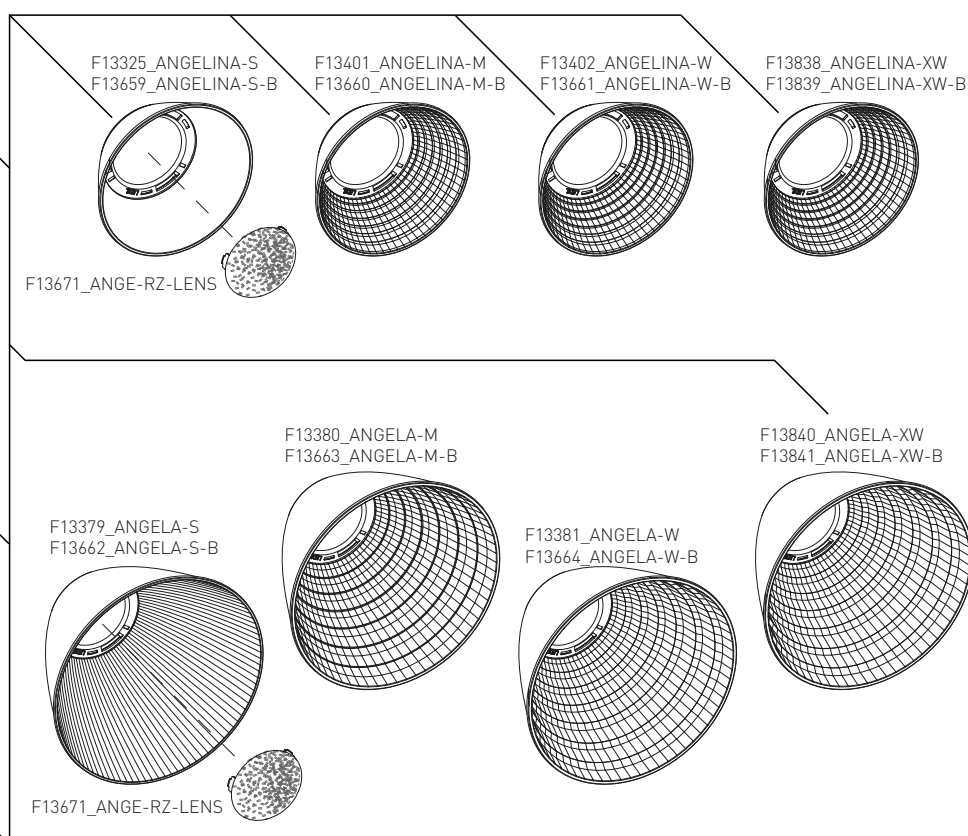 F13325_ANGELINA-S
F13659_ANGELINA-S-B
F13401_ANGELINA-M
F13660_ANGELINA-M-B
F13402_ANGELINA-W
F13661_ANGELINA-W-B
F13838_ANGELINA-XW
F13839_ANGELINA-XW-B
F13671_ANGE-RZ-LENS
F13380_ANGELA-M
F13663_ANGELA-M-B
F13840_ANGELA-XW
F13841_ANGELA-XW-B
F13379_ANGELA-S
F13662_ANGELA-S-B
F13381_ANGELA-W
F13664_ANGELA-W-B
F13671_ANGE-RZ-LENS